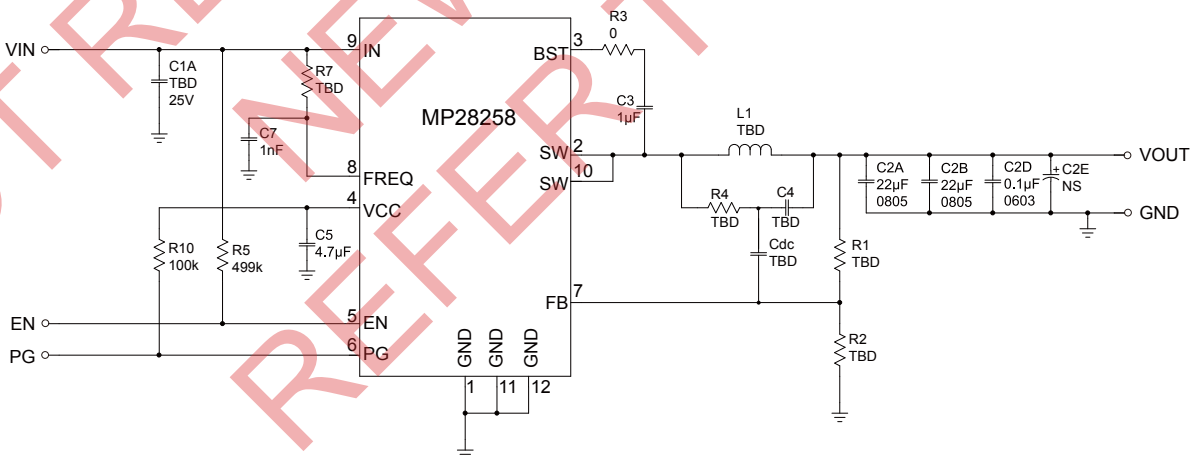 VIN
C1A
TBD
25V
R7
TBD
C7
1nF
R10
100k
R5
499k
C5
4.7µF
EN
PG
9
IN
8
FREQ
4
VCC
5
EN
6
PG
MP28258
GND
GND
GND
1
11
12
BST
3
SW
2
SW
10
FB
7
R3
0
C3
1µF
L1
TBD
R4
TBD
C4
TBD
Cdc
TBD
R1
TBD
R2
TBD
C2A
22µF
0805
C2B
22µF
0805
C2D
0.1µF
0603
+
C2E
NS
VOUT
GND
OT R
NEW
REFER T